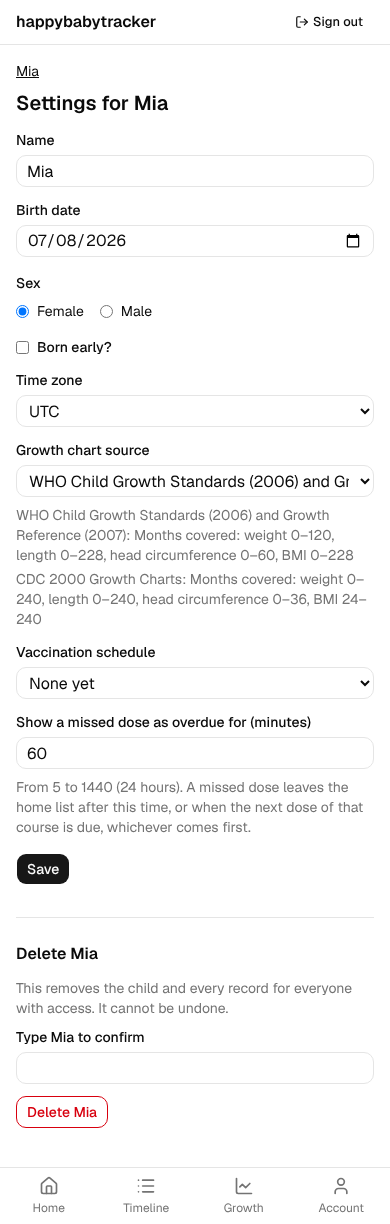 happybabytracker
Sign out
Mia
Settings for Mia
Name
Mia
Birth date
07/08/2026
Sex
Female
Male
Born early?
Time zone
UTC
Growth chart source
WHO Child Growth Standards (2006) and Gr
WHO Child Growth Standards (2006) and Growth
Reference (2007): Months covered: weight 0–120,
length 0–228, head circumference 0–60, BMI 0–228
CDC 2000 Growth Charts: Months covered: weight 0–
240, length 0–240, head circumference 0–36, BMI 24–
240
Vaccination schedule
None yet
Show a missed dose as overdue for (minutes)
60
From 5 to 1440 (24 hours). A missed dose leaves the
home list after this time, or when the next dose of that
course is due, whichever comes first.
Save
Delete Mia
This removes the child and every record for everyone
with access. It cannot be undone.
Type Mia to confirm
Delete Mia
Home
Timeline
Growth
Account